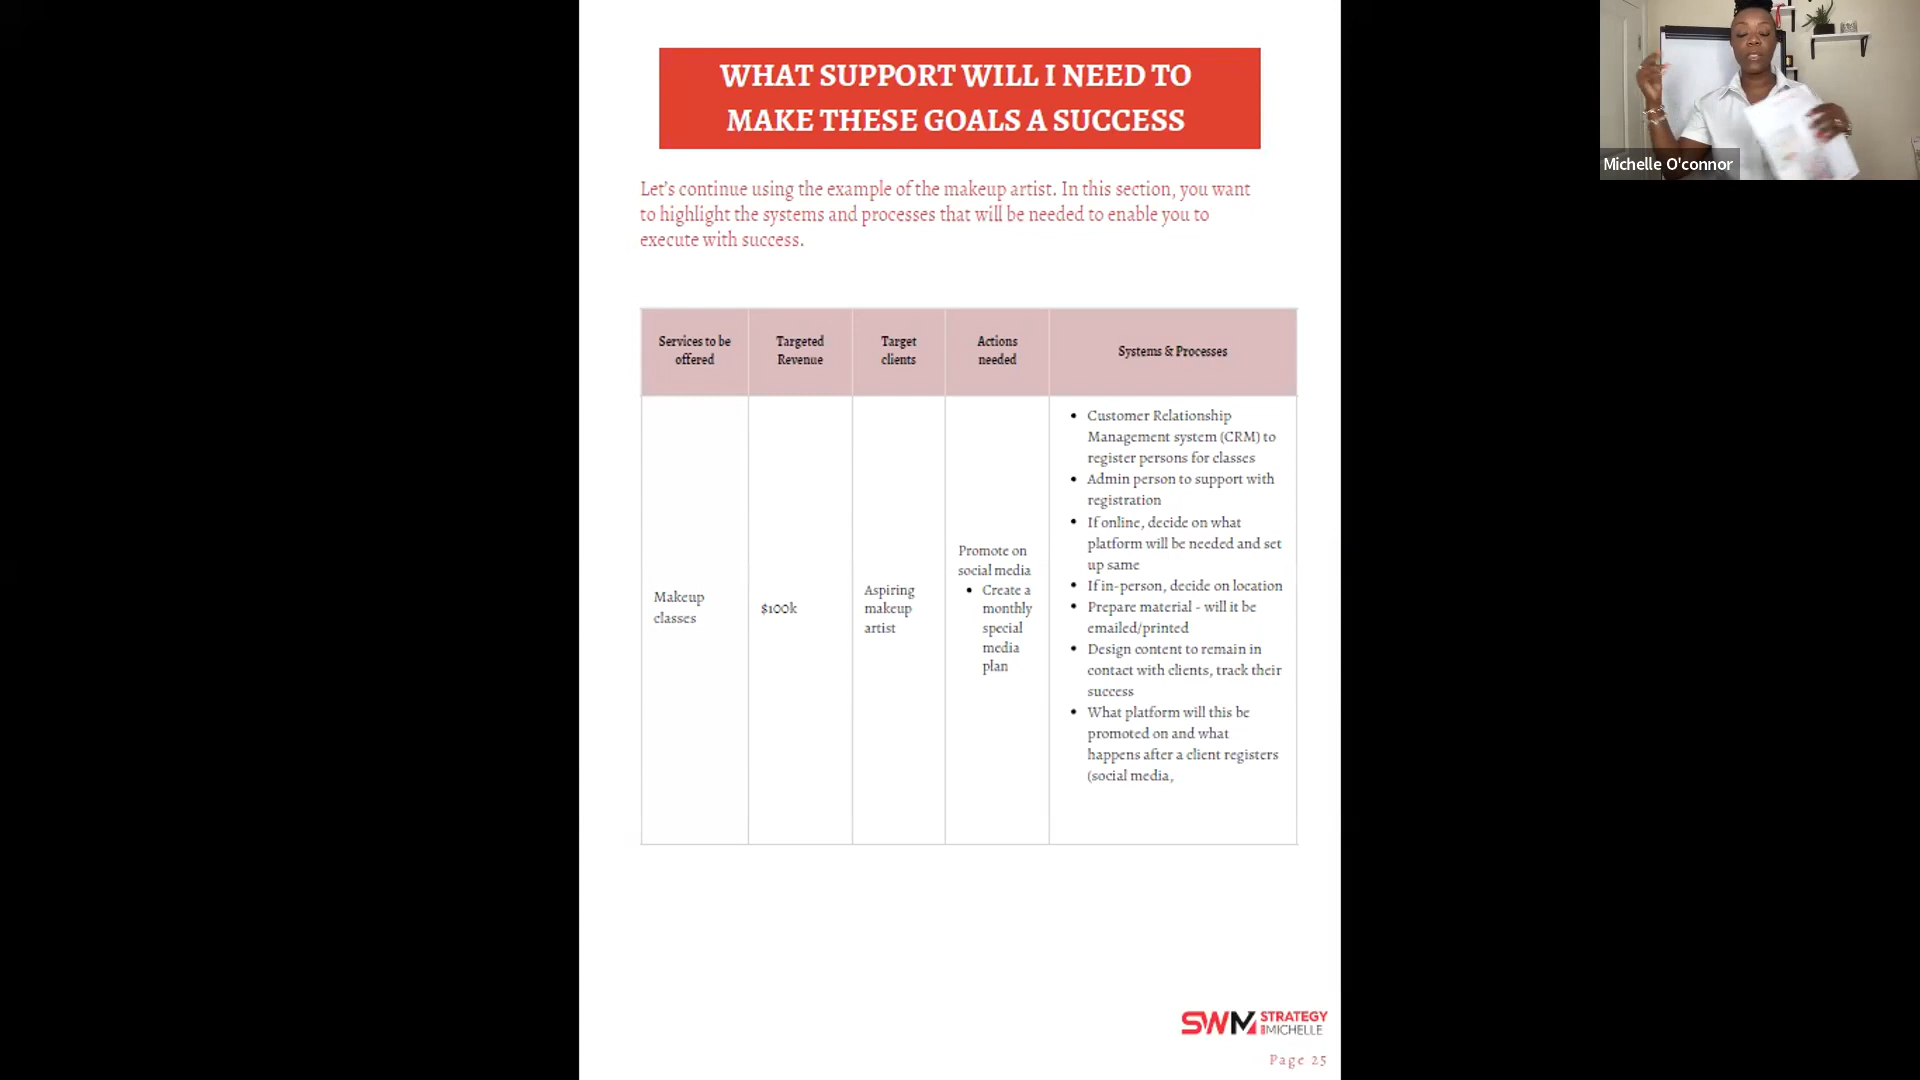 WHAT SUPPORT WILL I NEED TO
MAKE THESE GOALS A SUCCESS
Michelle O'connor
Let's continue using the example of the makeup artist. In this section, you want
to highlight the systems and processes that will be needed to enable you to
execute with success.
Services to be
offered
Targeted
Revenue
Target
clients
Actions
needed
Systems & Processes
Makeup
classes
$100k
Aspiring
makeup
artist
Promote on
social media
• Create a
monthly
special
media
plan
• Customer Relationship
Management system (CRM) to
register persons for classes
• Admin person to support with
registration
• If online, decide on what
platform will be needed and set
up same
• If in-person, decide on location
• Prepare material - will it be
emailed/printed
• Design content to remain in
contact with clients, track their
success
• What platform will this be
promoted on and what
happens after a client registers
(social media,
SWM STRATEGY
MICHELLE
Page 25